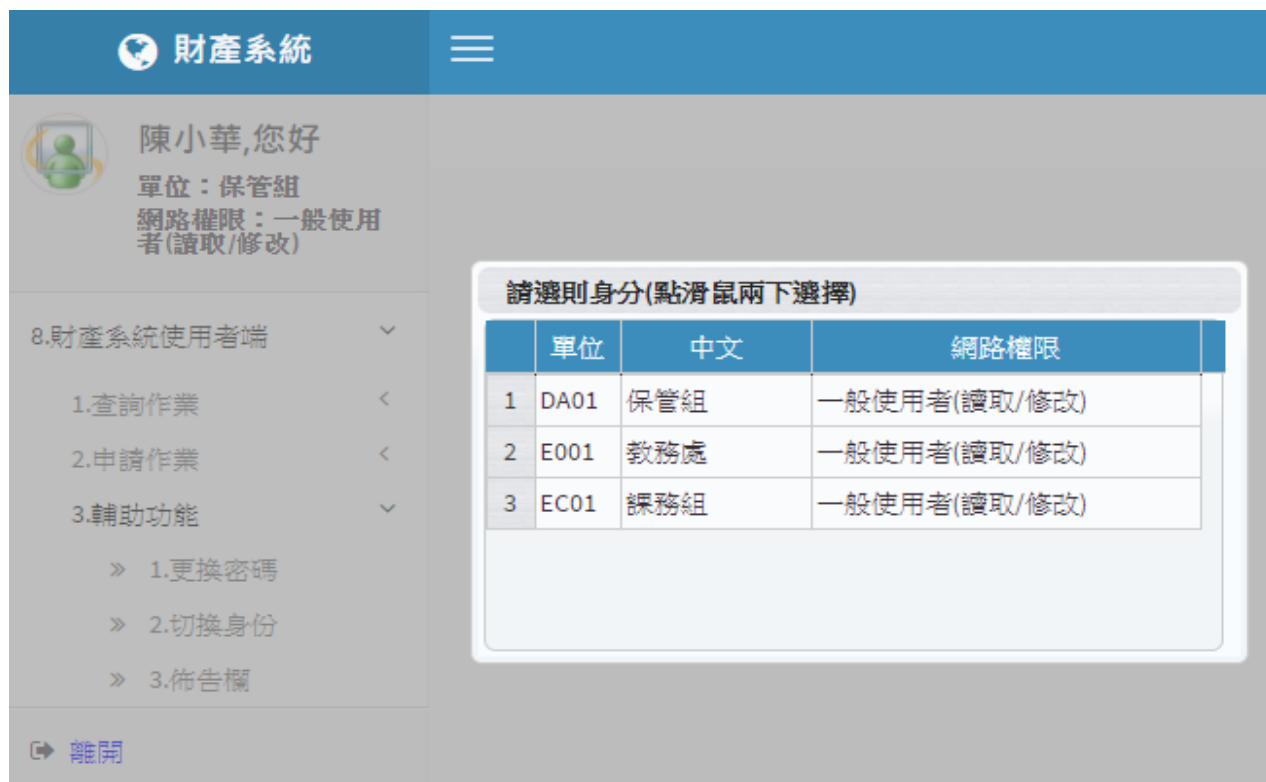 財產系統
陳小華,您好
單位：保管組
網路權限：一般使用
者(讀取/修改)
8.財產系統使用者端
1.查詢作業
2.申請作業
3.輔助功能
1.更換密碼
2.切換身份
3.佈告欄
離開
請選則身分(點滑鼠兩下選擇)
單位 中文 網路權限
1 DA01 保管組 一般使用者(讀取/修改)
2 E001 教務處 一般使用者(讀取/修改)
3 EC01 課務組 一般使用者(讀取/修改)